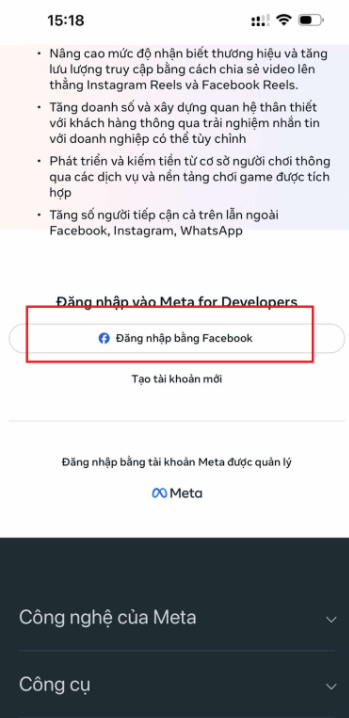 15:18
• Nâng cao mức độ nhận biết thương hiệu và tăng
lưu lượng truy cập bằng cách chia sẻ video lên
thẳng Instagram Reels và Facebook Reels.
• Tăng doanh số và xây dựng quan hệ thân thiết
với khách hàng thông qua trải nghiệm nhắn tin
với doanh nghiệp có thể tùy chỉnh
• Phát triển và kiếm tiền từ cơ sở người chơi thông
qua các dịch vụ và nền tảng chơi game được tích
hợp
• Tăng số người tiếp cận cả trên lẫn ngoài
Facebook, Instagram, WhatsApp
Đăng nhập vào Meta for Developers
Đăng nhập bằng Facebook
Tạo tài khoản mới
Đăng nhập bằng tài khoản Meta được quản lý
Meta
Công nghệ của Meta
Công cụ